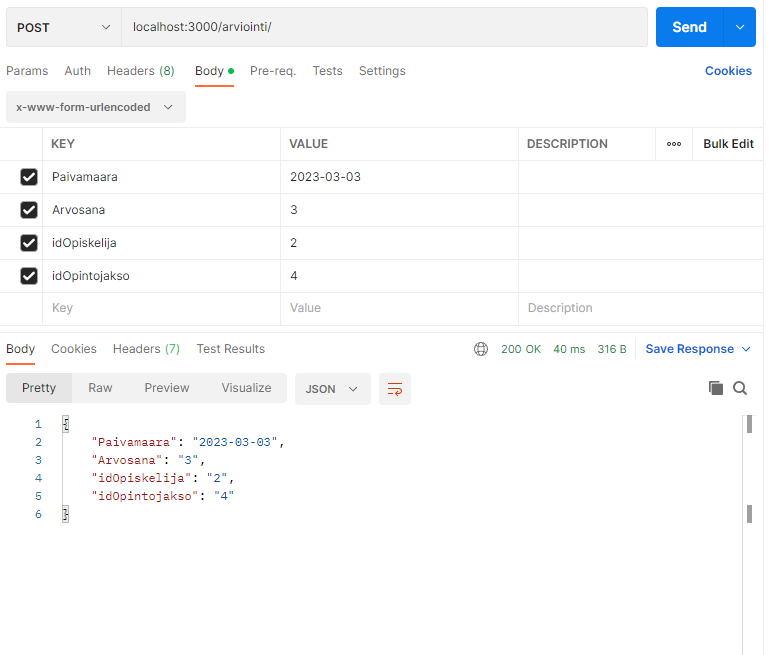 POST localhost:3000/arviointi/ Send
Params Auth Headers (8) Body Pre-req. Tests Settings Cookies
x-www-form-urlencoded
KEY VALUE DESCRIPTION ooo Bulk Edit
Paivamaara 2023-03-03
Arvosana 3
idOpiskelija 2
idOpintojakso 4
Key Value Description
Body Cookies Headers (7) Test Results 200 OK 40 ms 316 B Save Response
Pretty Raw Preview Visualize JSON
1 {
2 "Paivamaara": "2023-03-03",
3 "Arvosana": "3",
4 "idOpiskelija": "2",
5 "idOpintojakso": "4"
6 }